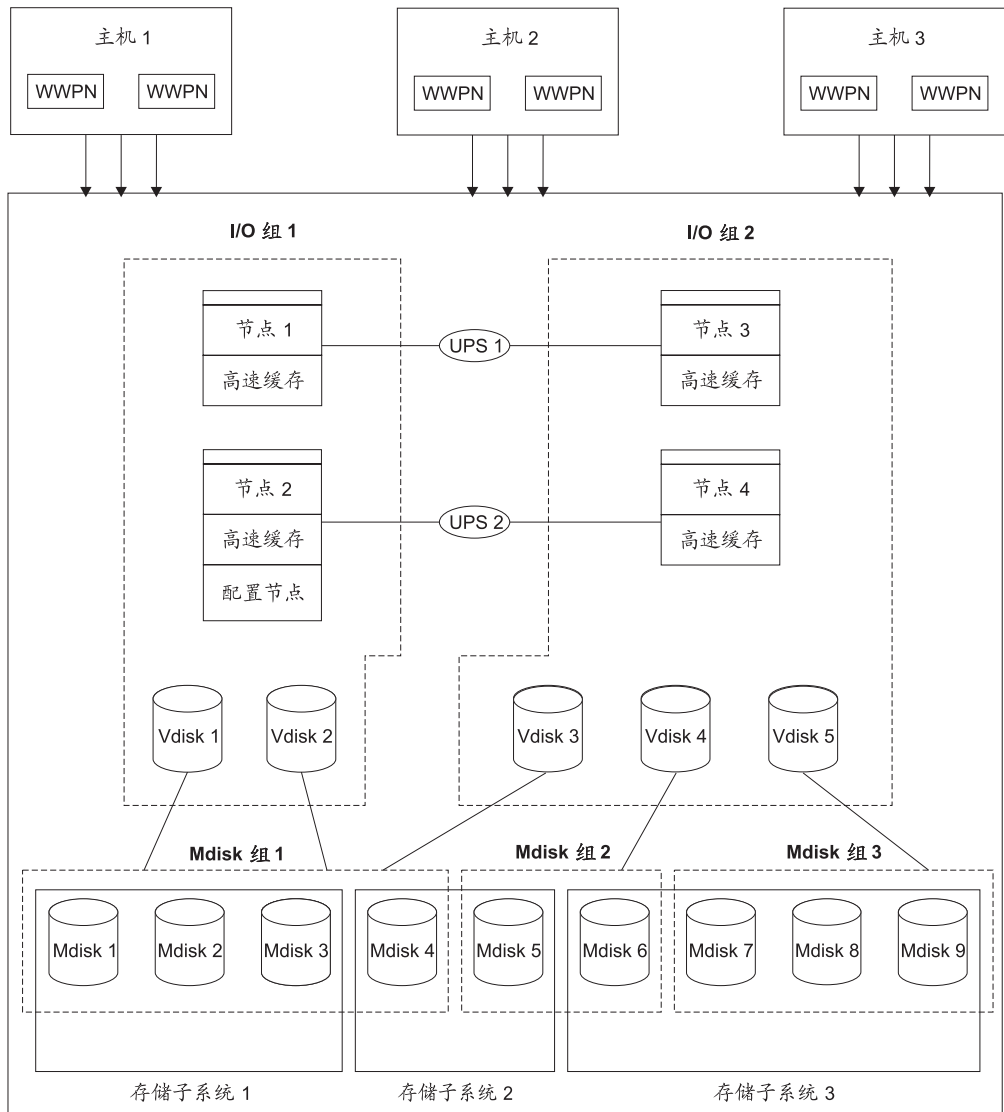 主机 1
主机 2
主机 3
WWPN WWPN
WWPN WWPN
WWPN WWPN
I/O 组 1
I/O 组 2
节点 1
高速缓存
UPS 1
节点 3
高速缓存
节点 2
高速缓存
配置节点
UPS 2
节点 4
高速缓存
Vdisk 1
Vdisk 2
Vdisk 3
Vdisk 4
Vdisk 5
Mdisk 组 1
Mdisk 组 2
Mdisk 组 3
Mdisk 1
Mdisk 2
Mdisk 3
Mdisk 4
Mdisk 5
Mdisk 6
Mdisk 7
Mdisk 8
Mdisk 9
存储子系统 1
存储子系统 2
存储子系统 3